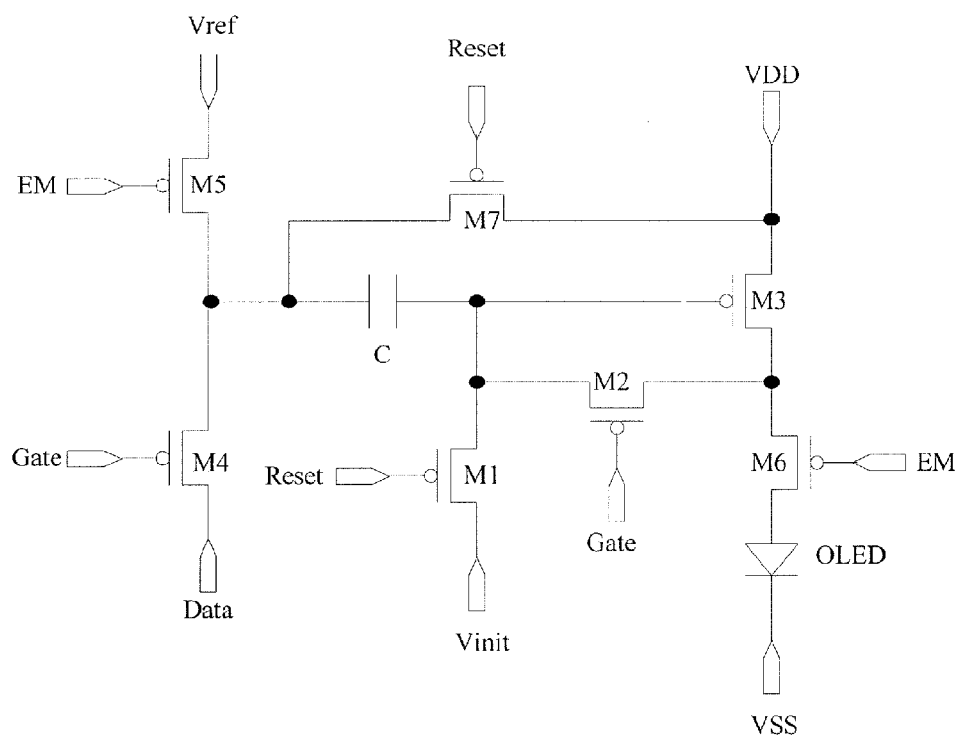 Vref
Reset
VDD
EM
M5
M7
M3
C
M2
Gate
M4
Reset
M1
M6
EM
Gate
OLED
Data
Vinit
VSS